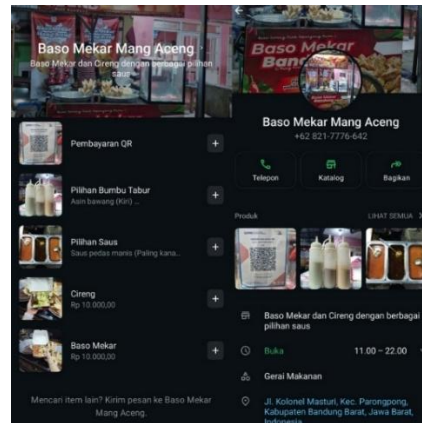 Baso Mekar Mang Aceng
Baso Mekar dan Cireng dengan berbagai pilihan
saus
Pembayaran QR
Pilihan Bumbu Tabur
Asin bawang (Kiri) ...
Pilihan Saus
Saus pedas manis (Paling kana...
Cireng
Rp 10.000,00
Baso Mekar
Rp 10.000,00
Mencari item lain? Kirim pesan ke Baso Mekar
Mang Aceng.
Baso Mekar
Baso Mekar Mang Aceng
+62 821-7776-642
Telepon
Katalog
Bagikan
Produk
LIHAT SEMUA
Baso Mekar dan Cireng dengan berbagai
pilihan saus
Buka
11.00 – 22.00
Gerai Makanan
Jl. Kolonel Masturi, Kec. Parongpong,
Kabupaten Bandung Barat, Jawa Barat,
Indonesia